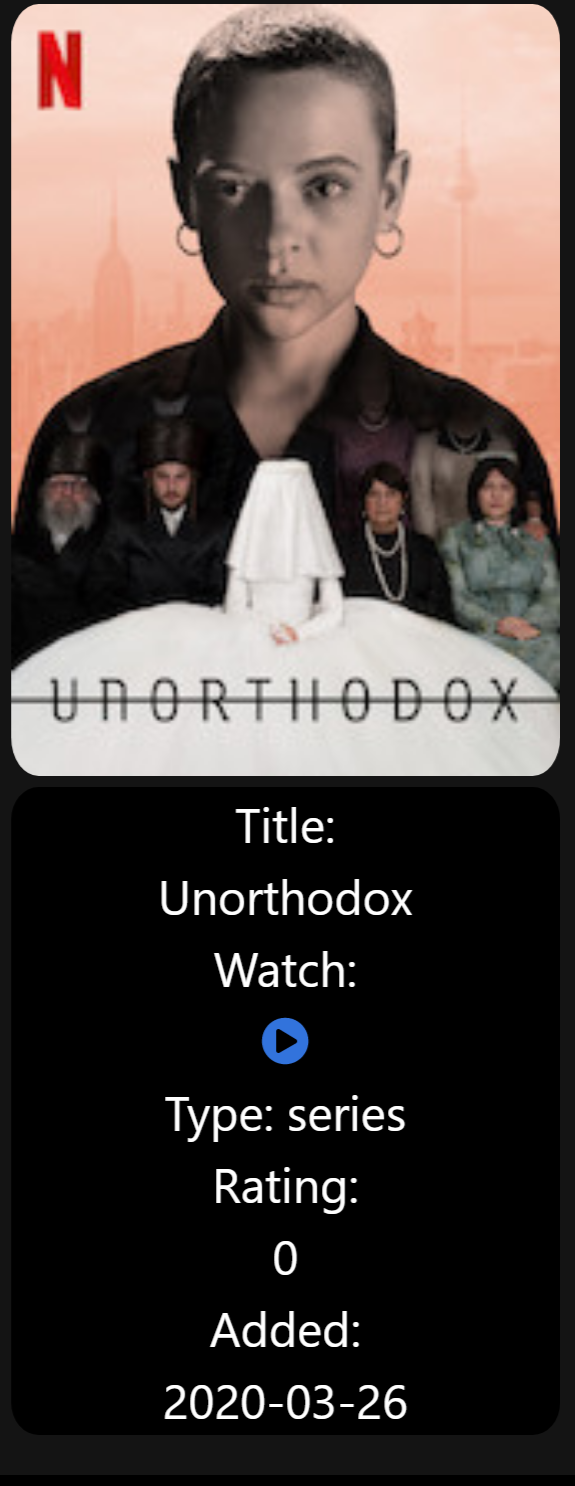 N
UNORTHODOX
Title:
Unorthodox
Watch:
Type: series
Rating:
0
Added:
2020-03-26